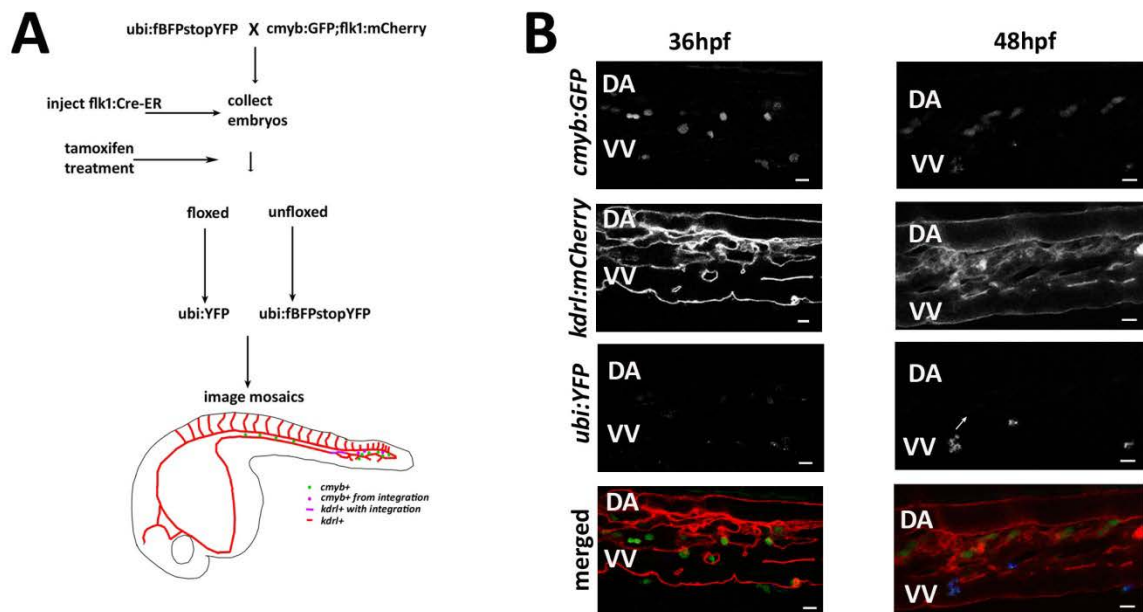 A
ubi:fBFPstopYFP X cmyb:GFP;flk1:mCherry
inject flk1:Cre-ER
collect
embryos
tamoxifen
treatment
floxed
unfloxed
ubi:YFP
ubi:fBFPstopYFP
image mosaics
cmyb+
cmyb+ from integration
kdrl+ with integration
kdrl+
B
36hpf
48hpf
cmyb:GFP
DA
VV
DA
VV
kdrl:mCherry
DA
VV
DA
VV
ubi:YFP
DA
VV
DA
VV
merged
DA
VV
DA
VV